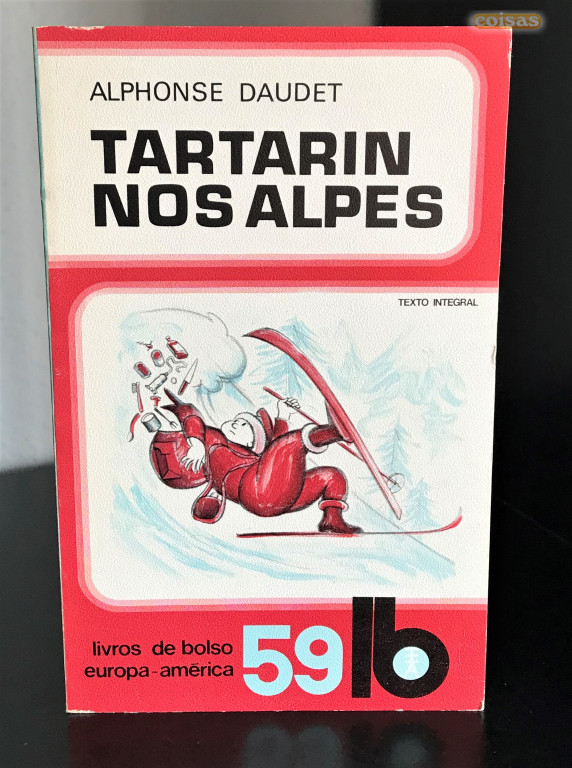 coisas
ALPHONSE DAUDET
TARTARIN
NOS ALPES
TEXTO INTEGRAL
livros de bolso
europa-américa
59
lb